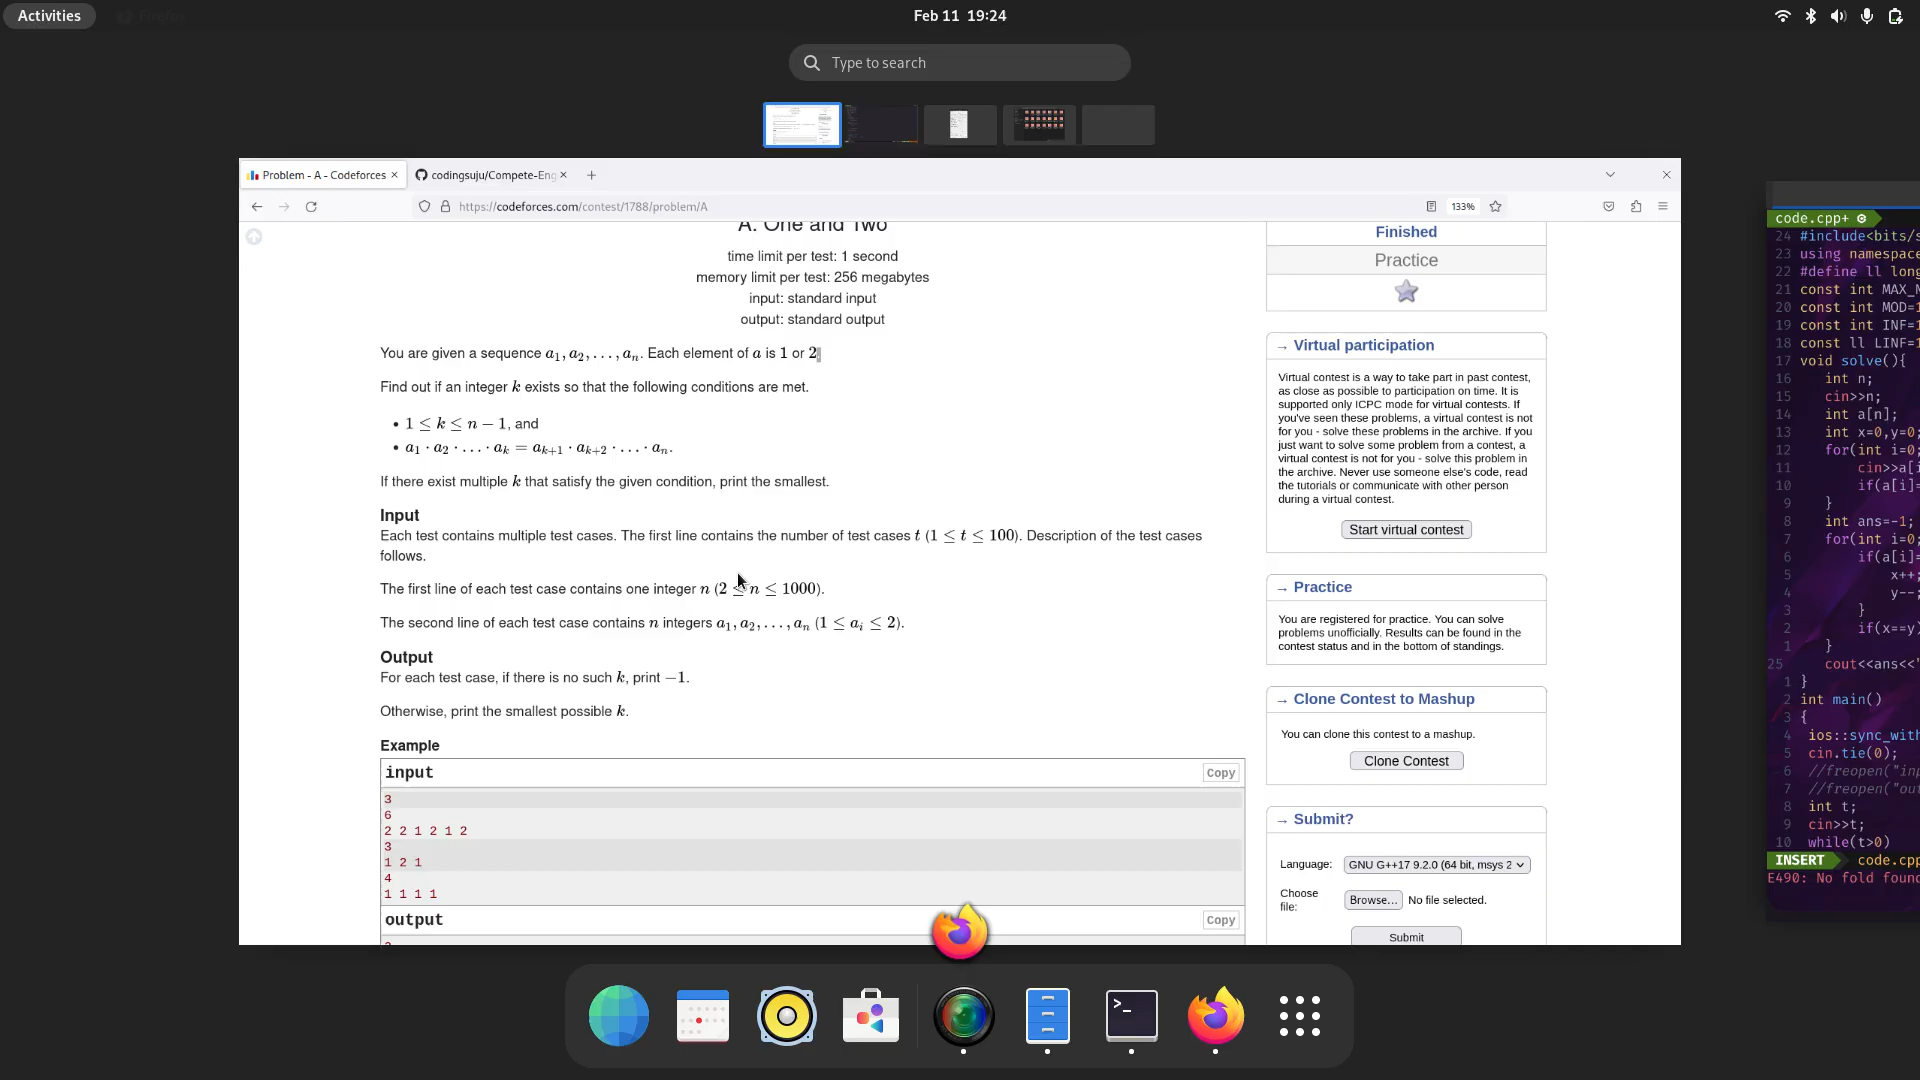 Activities
Firefox
Feb 11 19:24
Type to search
Problem - A - Codeforces
codingsuju/Compete-Eng
https://codeforces.com/contest/1788/problem/A
133%
A. One and Two
time limit per test: 1 second
memory limit per test: 256 megabytes
input: standard input
output: standard output
You are given a sequence a₁, a₂, …, aₙ. Each element of a is 1 or 2.
Find out if an integer k exists so that the following conditions are met.
• 1 ≤ k ≤ n − 1, and
• a₁ · a₂ · … · aₖ = aₖ₊₁ · aₖ₊₂ · … · aₙ.
If there exist multiple k that satisfy the given condition, print the smallest.
Input
Each test contains multiple test cases. The first line contains the number of test cases t (1 ≤ t ≤ 100). Description of the test cases
follows.
The first line of each test case contains one integer n (2 ≤ n ≤ 1000).
The second line of each test case contains n integers a₁, a₂, …, aₙ (1 ≤ aᵢ ≤ 2).
Output
For each test case, if there is no such k, print −1.
Otherwise, print the smallest possible k.
Example
input
Copy
3
6
2 2 1 2 1 2
3
1 2 1
4
1 1 1 1
output
Copy
Finished
Practice
→ Virtual participation
Virtual contest is a way to take part in past contest,
as close as possible to participation on time. It is
supported only ICPC mode for virtual contests. If
you've seen these problems, a virtual contest is not
for you - solve these problems in the archive. If you
just want to solve some problem from a contest, a
virtual contest is not for you - solve this problem in
the archive. Never use someone else's code, read
the tutorials or communicate with other person
during a virtual contest.
Start virtual contest
→ Practice
You are registered for practice. You can solve
problems unofficially. Results can be found in the
contest status and in the bottom of standings.
→ Clone Contest to Mashup
You can clone this contest to a mashup.
Clone Contest
→ Submit?
Language: GNU G++17 9.2.0 (64 bit, msys 2
Choose
file:
Browse... No file selected.
Submit
code.cpp+
24 #include<bits/s
23 using namespace
22 #define ll long
21 const int MAX_N
20 const int MOD=1
19 const int INF=1
18 const ll LINF=1
17 void solve(){
16 int n;
15 cin>>n;
14 int a[n];
13 int x=0,y=0;
12 for(int i=0;
11 cin>>a[i
10 if(a[i]=
9 }
8 int ans=-1;
7 for(int i=0;
6 if(a[i]=
5 x++;
4 y--;
3 }
2 if(x==y)
1 }
25 cout<<ans<<"
1 }
2 int main()
3 {
4 ios::sync_with
5 cin.tie(0);
6 //freopen("inp
7 //freopen("out
8 int t;
9 cin>>t;
10 while(t>0)
INSERT code.cpp
E490: No fold found
>_